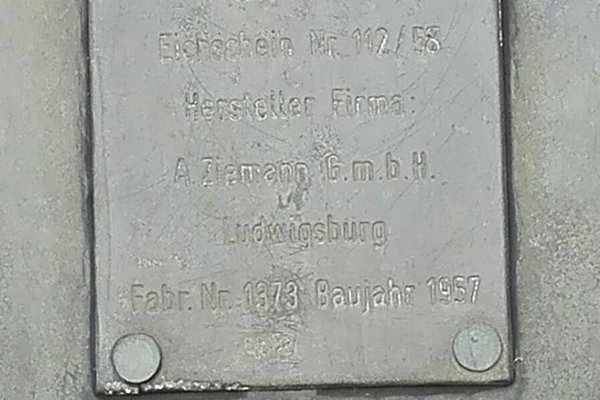 Eichschein Nr. 112/58
Hersteller Firma:
A. Ziemann G.m.b.H.
Ludwigsburg
Fabr. Nr. 1373 Baujahr 1957